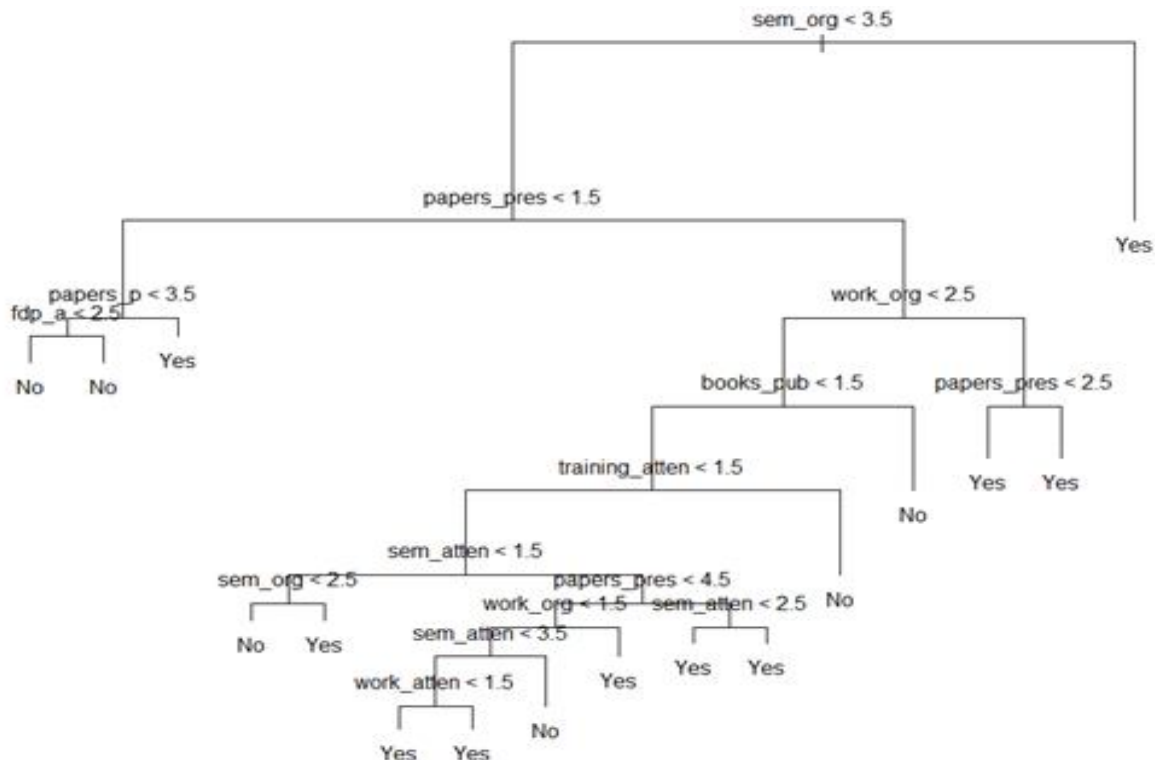 sem_org < 3.5
papers_pres < 1.5
Yes
papers_p < 3.5
work_org < 2.5
fdp_a < 2.5
Yes
No No
books_pub < 1.5
papers_pres < 2.5
training_atten < 1.5
Yes Yes
No
sem_atten < 1.5
sem_org < 2.5
papers_pres < 4.5
work_org < 1.5
sem_atten < 2.5
No
No Yes
sem_atten < 3.5
Yes
Yes Yes
work_atten < 1.5
No
Yes Yes